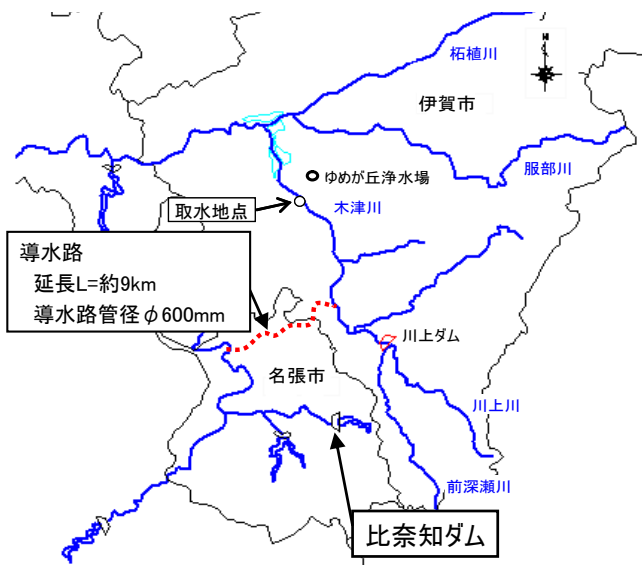 柘植川
伊賀市
服部川
ゆめが丘浄水場
取水地点
木津川
導水路
延長L=約9km
導水路管径φ600mm
川上ダム
名張市
川上川
前深瀬川
比奈知ダム